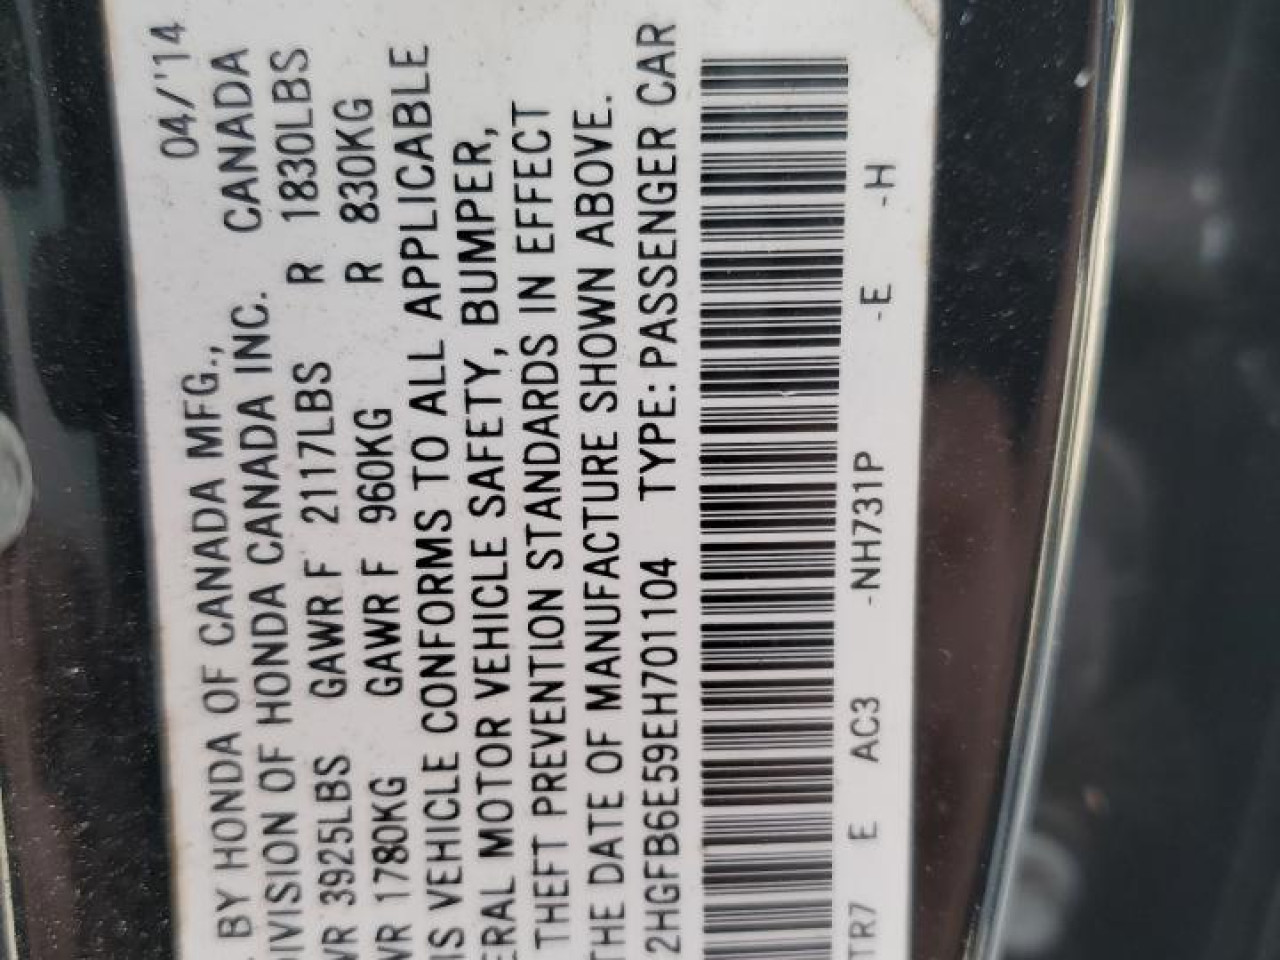 BY HONDA OF CANADA MFG., 04/'14
DIVISION OF HONDA CANADA INC. CANADA
WR 3925LBS GAWR F 2117LBS R 1830LBS
WR 1780KG GAWR F 960KG R 830KG
IS VEHICLE CONFORMS TO ALL APPLICABLE
ERAL MOTOR VEHICLE SAFETY, BUMPER,
THEFT PREVENTION STANDARDS IN EFFECT
THE DATE OF MANUFACTURE SHOWN ABOVE.
2HGFB6E59EH701104 TYPE: PASSENGER CAR
TR7 E AC3 -NH731P -E -H